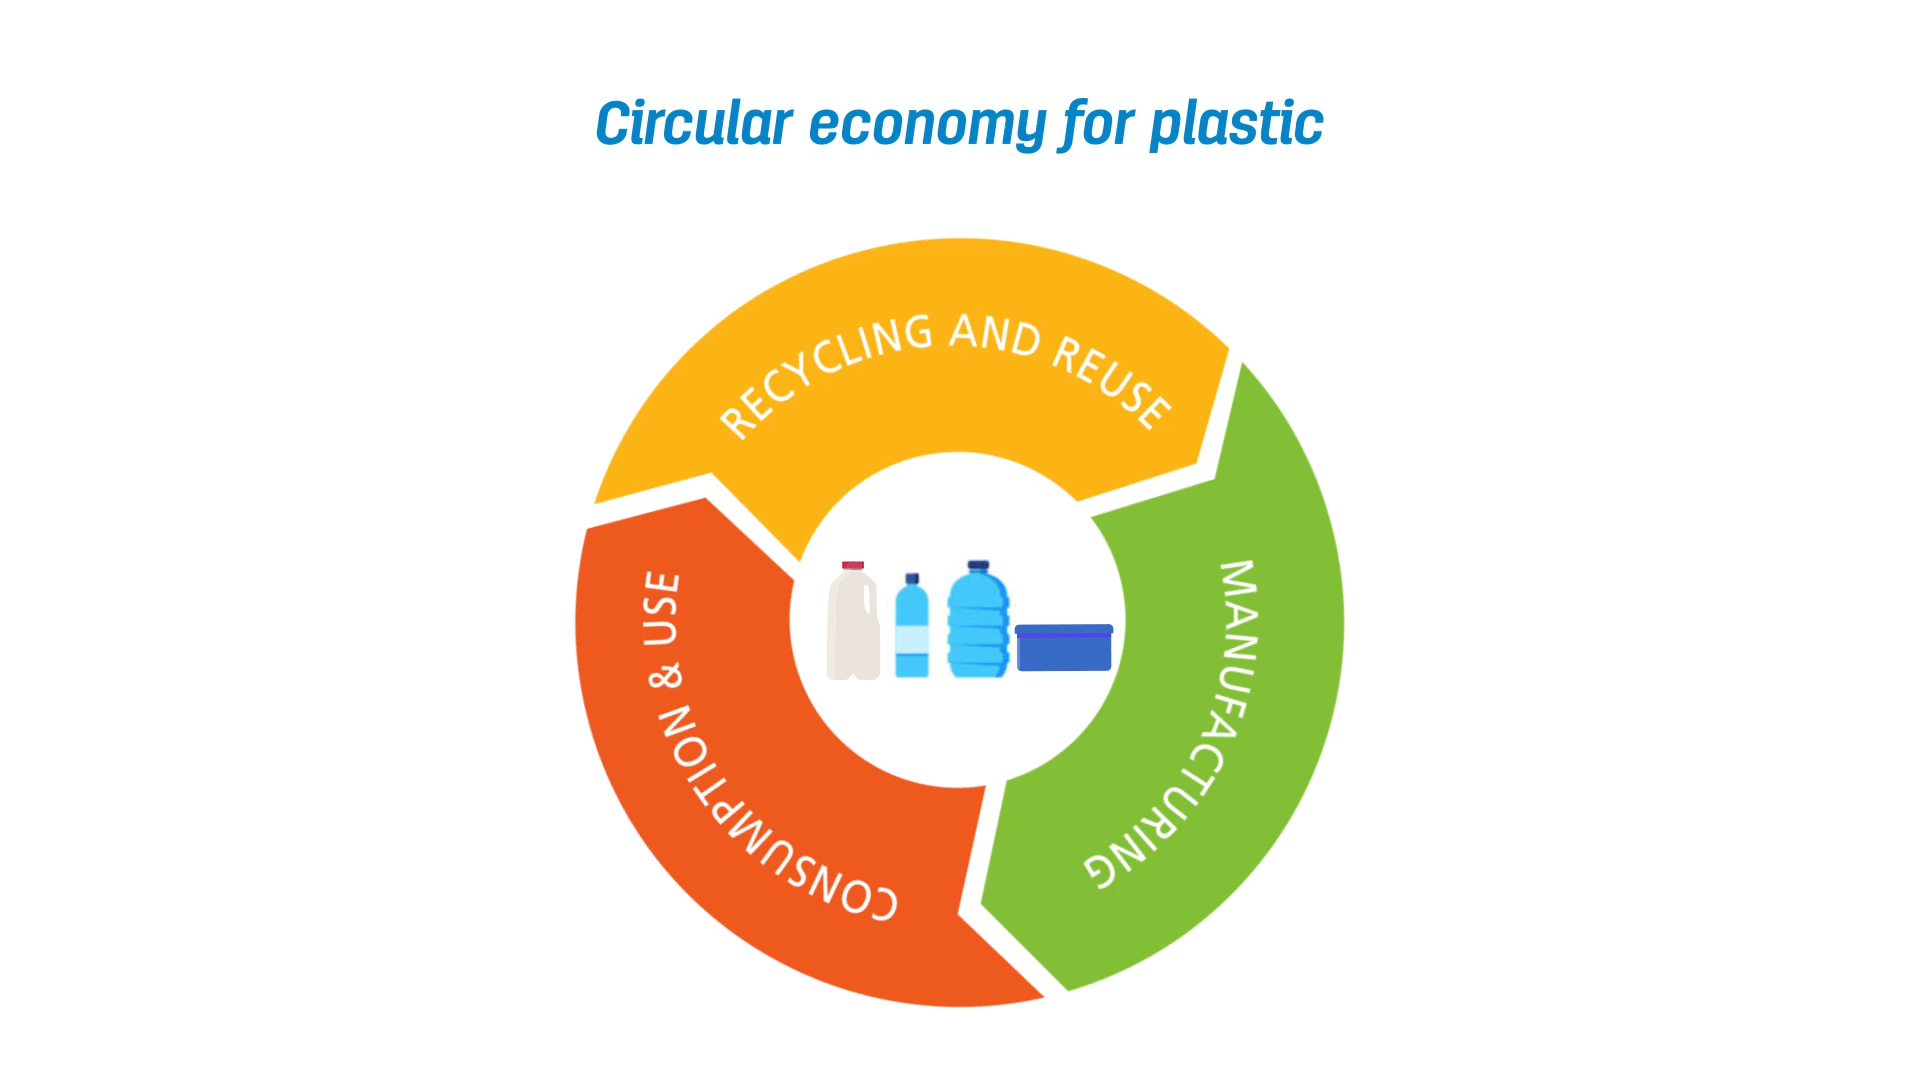 Circular economy for plastic
RECYCLING AND REUSE
MANUFACTURING
CONSUMPTION & USE